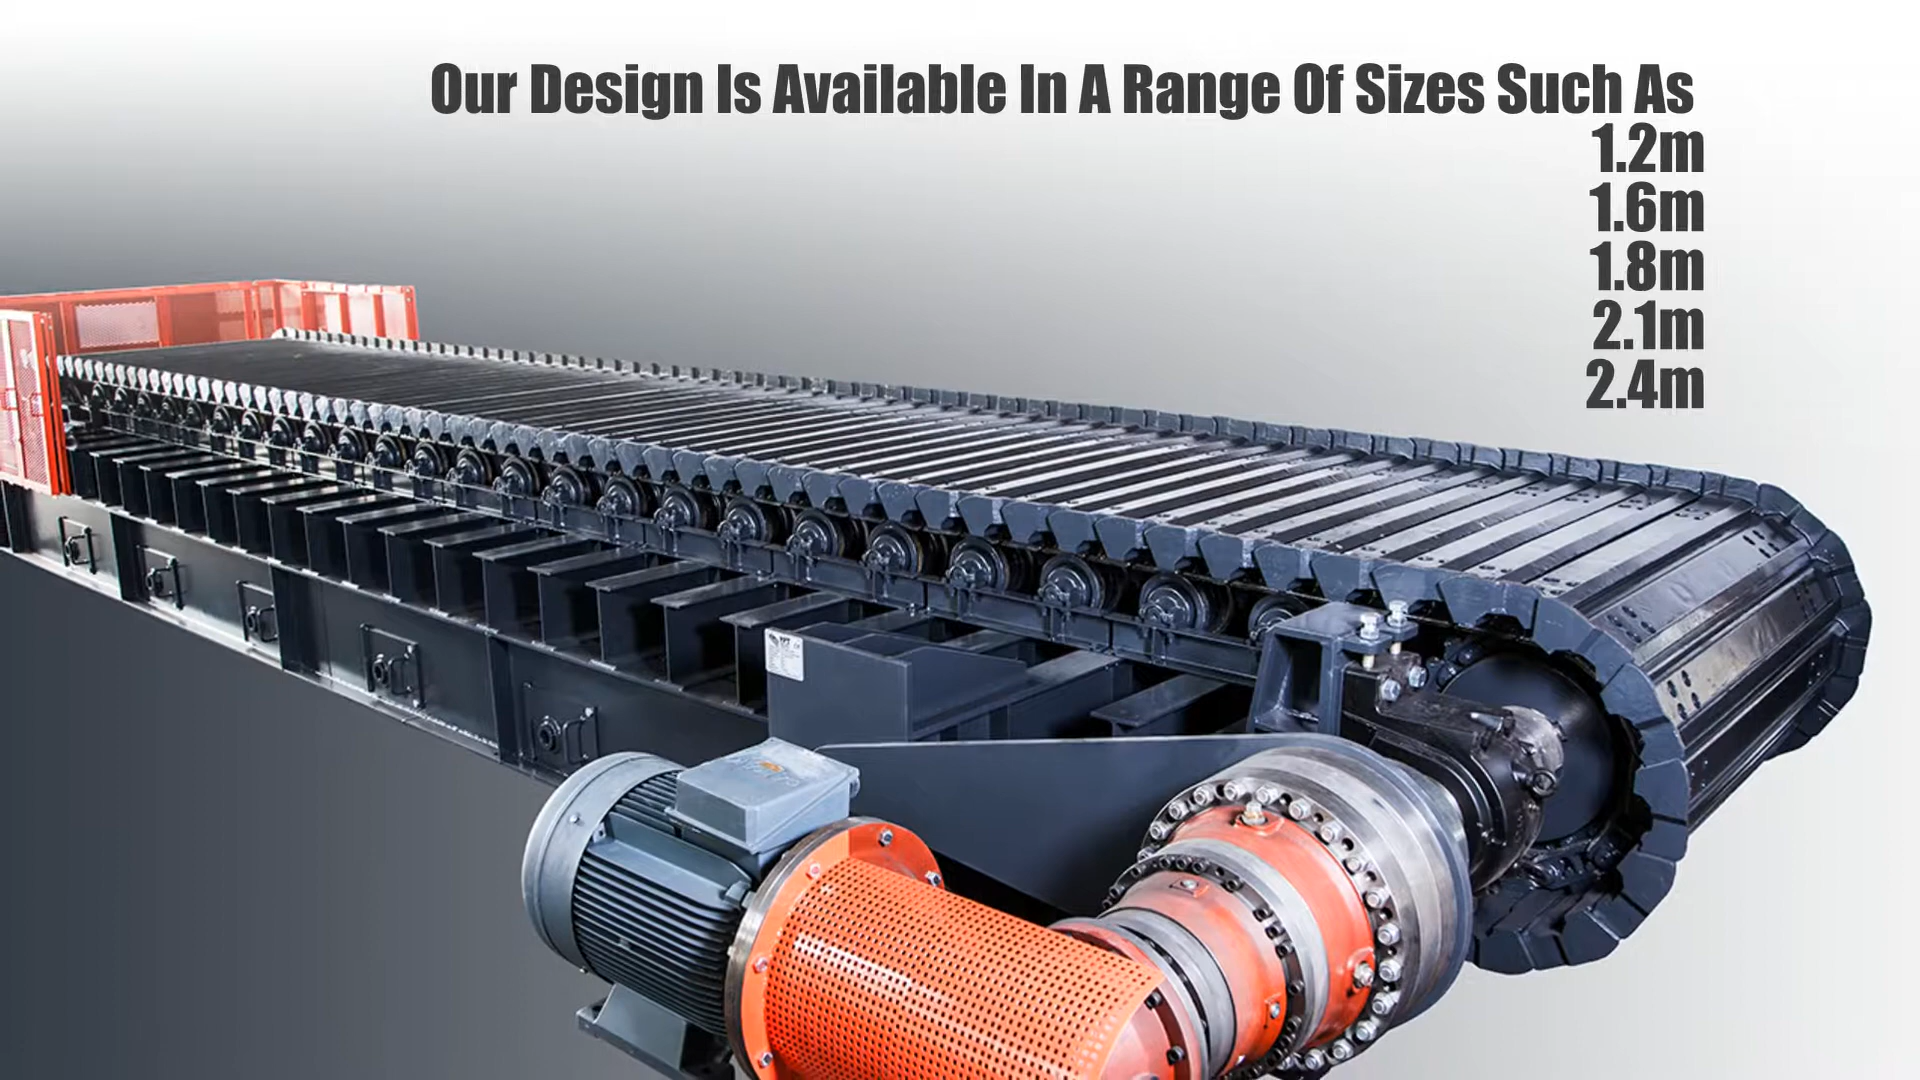 Our Design Is Available In A Range Of Sizes Such As
1.2m
1.6m
1.8m
2.1m
2.4m